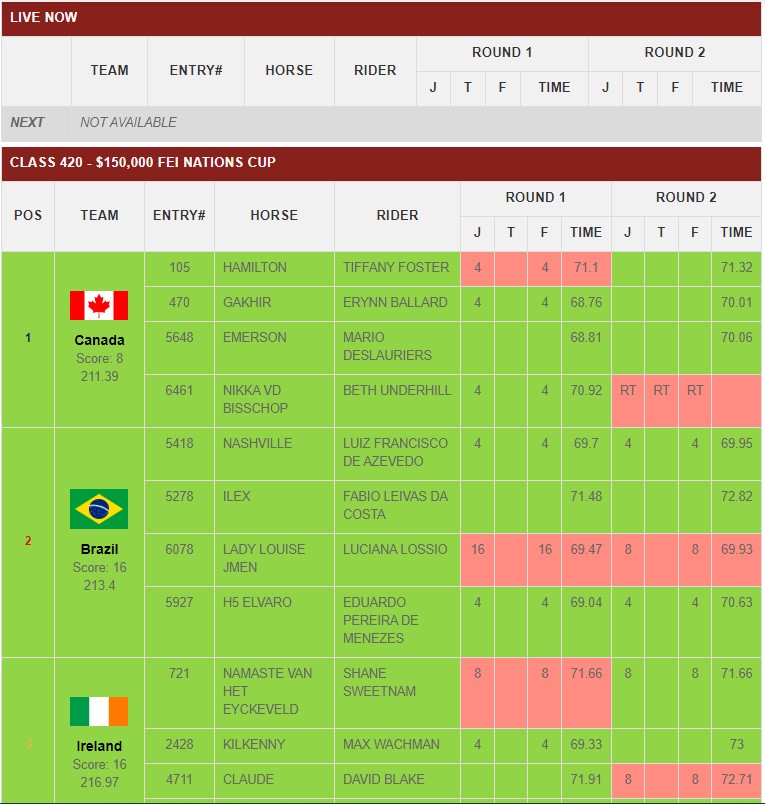 LIVE NOW
TEAM ENTRY# HORSE RIDER ROUND 1 ROUND 2
J T F TIME J T F TIME
NEXT NOT AVAILABLE
CLASS 420 - $150,000 FEI NATIONS CUP
POS TEAM ENTRY# HORSE RIDER ROUND 1 ROUND 2
J T F TIME J T F TIME
1
Canada
Score: 8
211.39
105 HAMILTON TIFFANY FOSTER 4 4 71.1 71.32
470 GAKHIR ERYNN BALLARD 4 4 68.76 70.01
5648 EMERSON MARIO 68.81 70.06
DESLAURIERS
6461 NIKKA VD BETH UNDERHILL 4 4 70.92 RT RT RT
BISSCHOP
2
Brazil
Score: 16
213.4
5418 NASHVILLE LUIZ FRANCISCO 4 4 69.7 4 4 69.95
DE AZEVEDO
5278 ILEX FABIO LEIVAS DA 71.48 72.82
COSTA
6078 LADY LOUISE LUCIANA LOSSIO 16 16 69.47 8 8 69.93
JMEN
5927 H5 ELVARO EDUARDO 4 4 69.04 4 4 70.63
PEREIRA DE
MENEZES
3
Ireland
Score: 16
216.97
721 NAMASTE VAN SHANE 8 8 71.66 8 8 71.66
HET SWEETNAM
EYCKEVELD
2428 KILKENNY MAX WACHMAN 4 4 69.33 73
4711 CLAUDE DAVID BLAKE 71.91 8 8 72.71